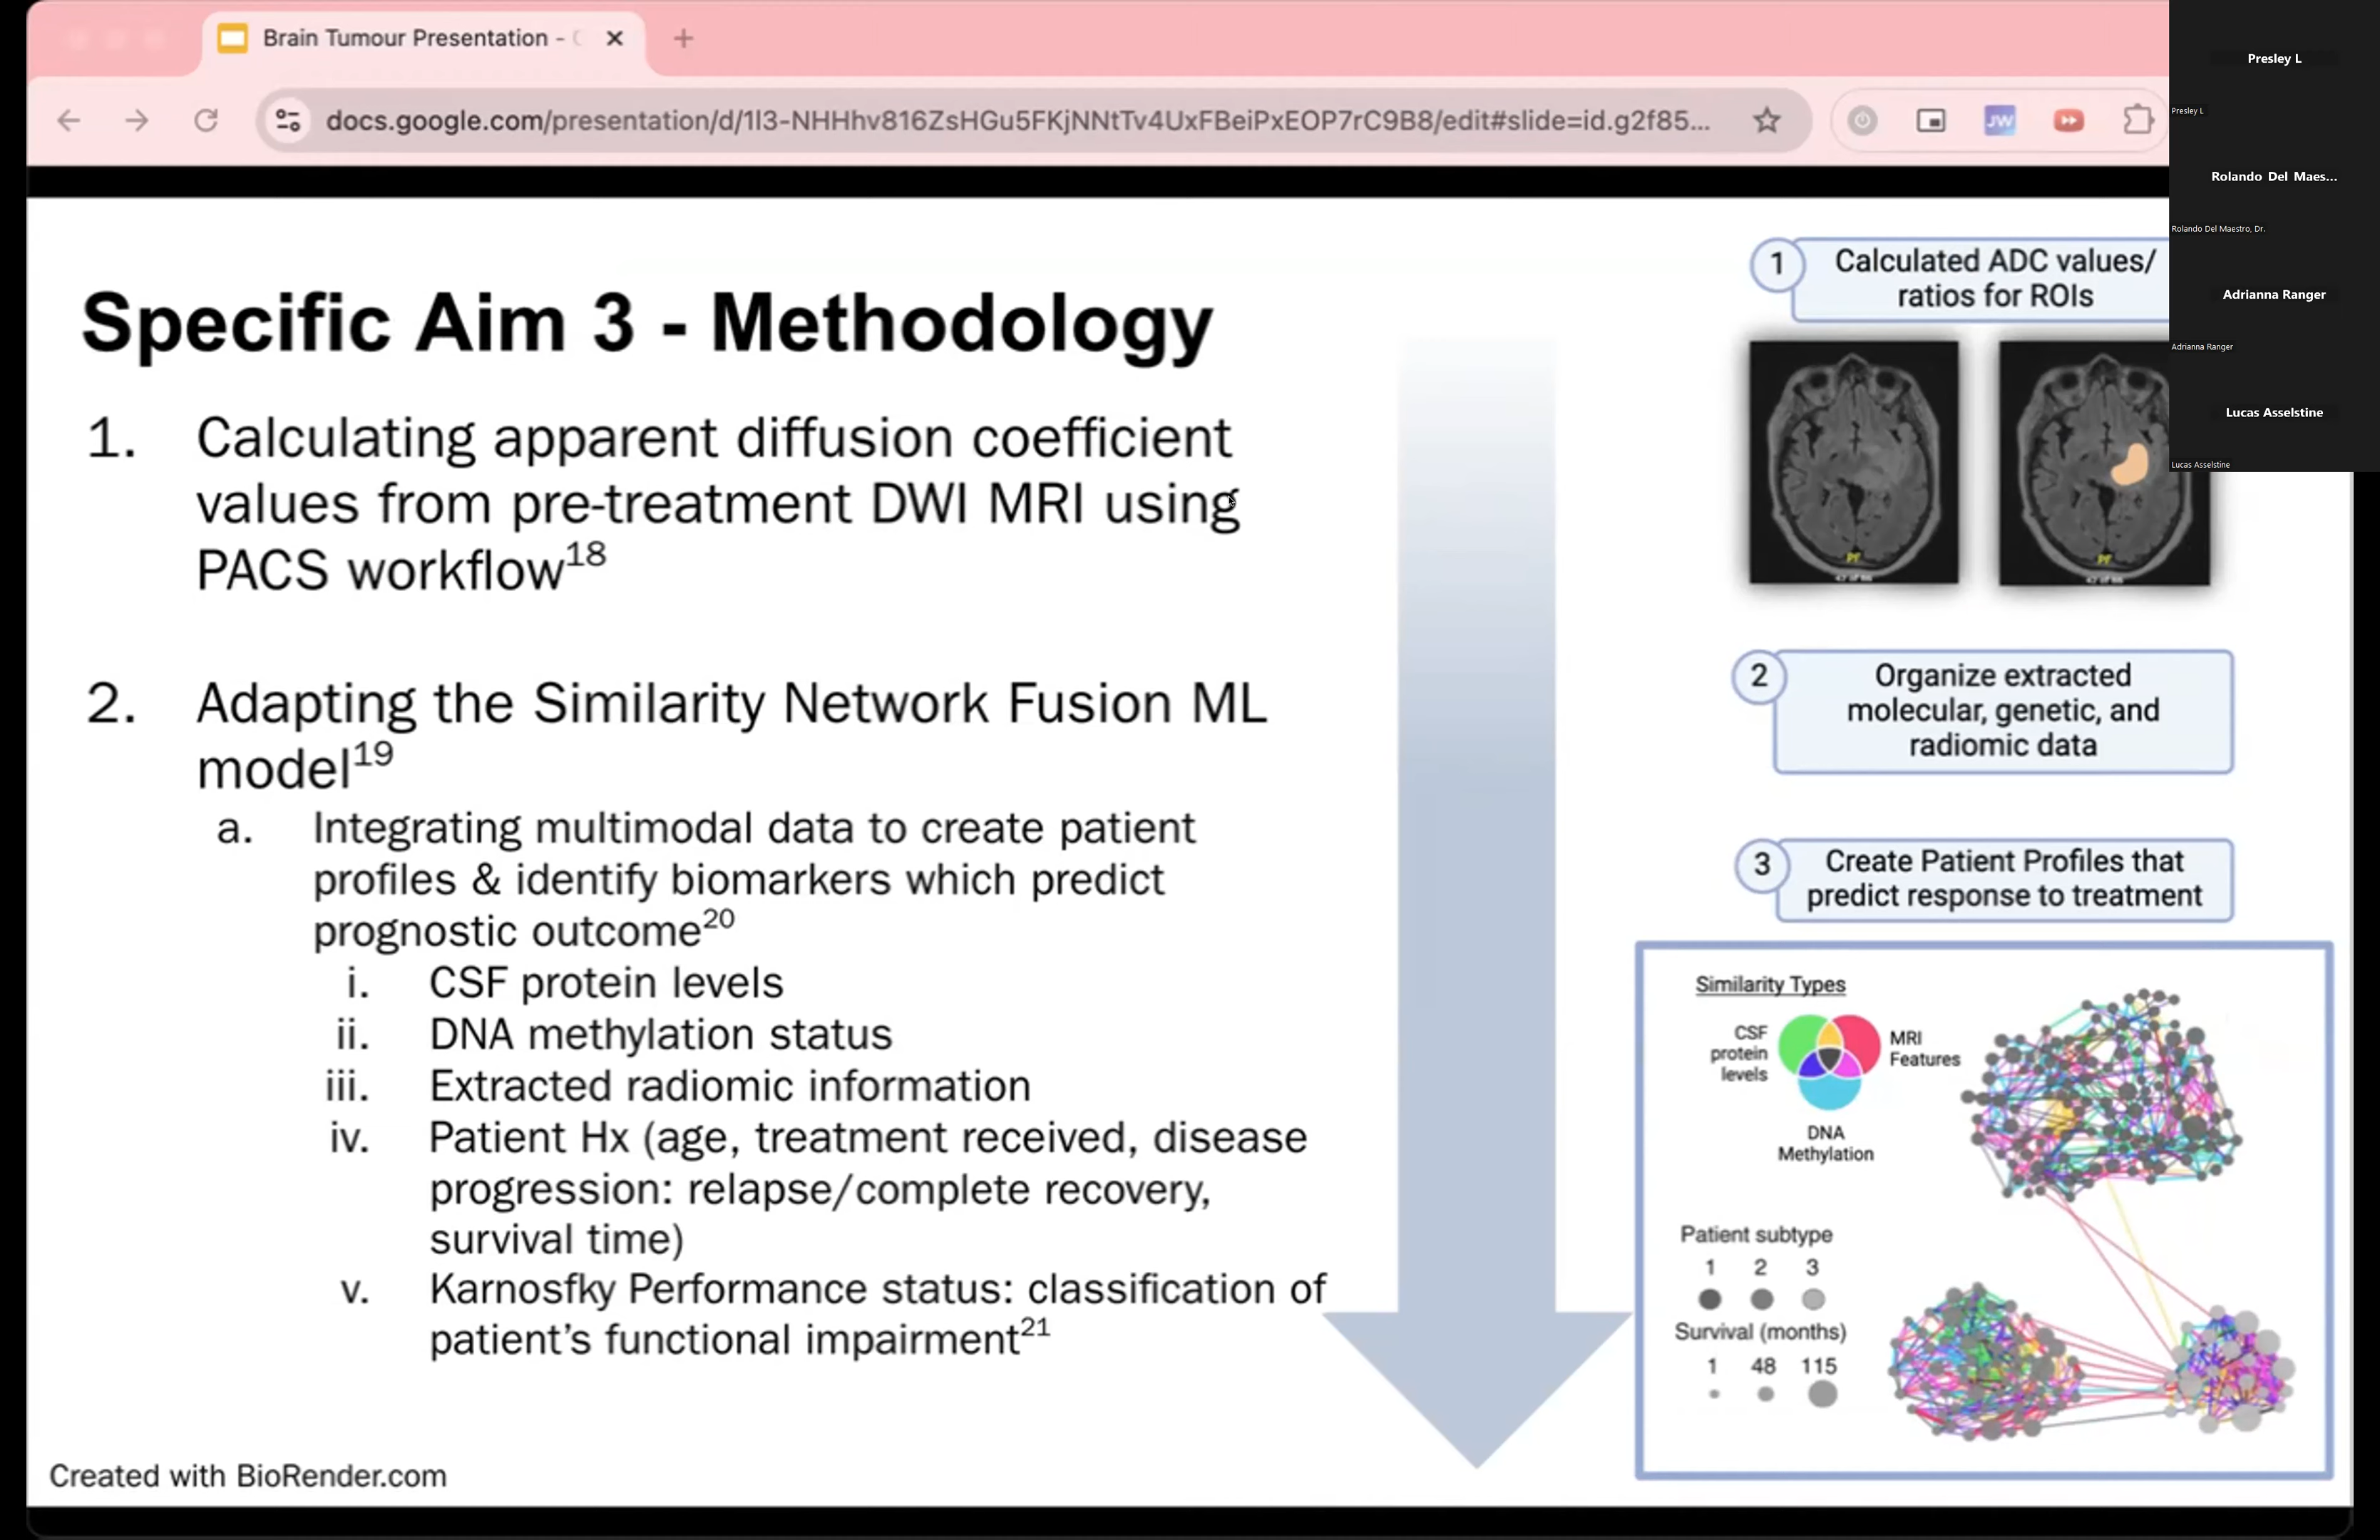 Brain Tumour Presentation -
docs.google.com/presentation/d/1I3-NHHhv816ZsHGu5FKjNNtTv4UxFBeiPxEOP7rC9B8/edit#slide=id.g2f85...
JW
Presley L
Presley L
Rolando Del Maes...
Rolando Del Maestro, Dr.
Adrianna Ranger
Adrianna Ranger
Lucas Asselstine
Lucas Asselstine
Specific Aim 3 - Methodology
1. Calculating apparent diffusion coefficient
values from pre-treatment DWI MRI using
PACS workflow18
2. Adapting the Similarity Network Fusion ML
model19
a. Integrating multimodal data to create patient
profiles & identify biomarkers which predict
prognostic outcome20
i. CSF protein levels
ii. DNA methylation status
iii. Extracted radiomic information
iv. Patient Hx (age, treatment received, disease
progression: relapse/complete recovery,
survival time)
v. Karnosfky Performance status: classification of
patient's functional impairment21
Created with BioRender.com
1 Calculated ADC values/
ratios for ROIs
PF
PF
2 Organize extracted
molecular, genetic, and
radiomic data
3 Create Patient Profiles that
predict response to treatment
Similarity Types
CSF
protein
levels
MRI
Features
DNA
Methylation
Patient subtype
1 2 3
Survival (months)
1 48 115